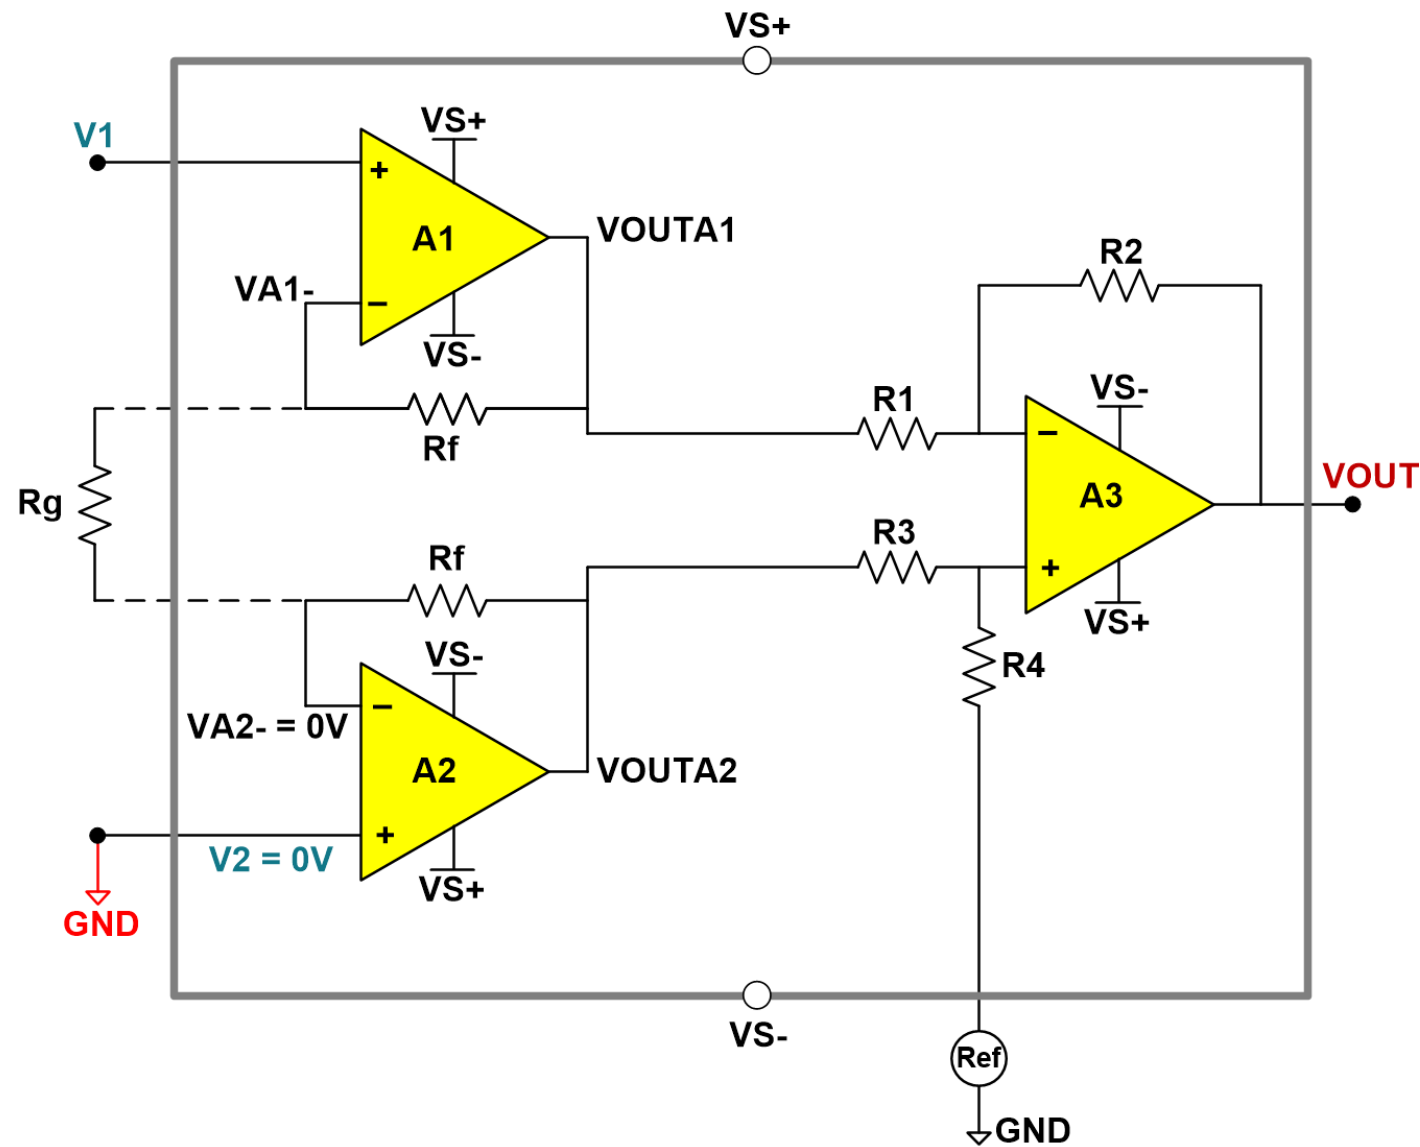 VS+
V1
VS+
+
A1
VOUTA1
VA1-
−
VS-
R2
Rf
R1
VS-
−
A3
VOUT
Rg
R3
+
Rf
VS+
VS-
R4
−
VA2- = 0V
A2
VOUTA2
+
V2 = 0V
VS+
GND
VS-
Ref
GND